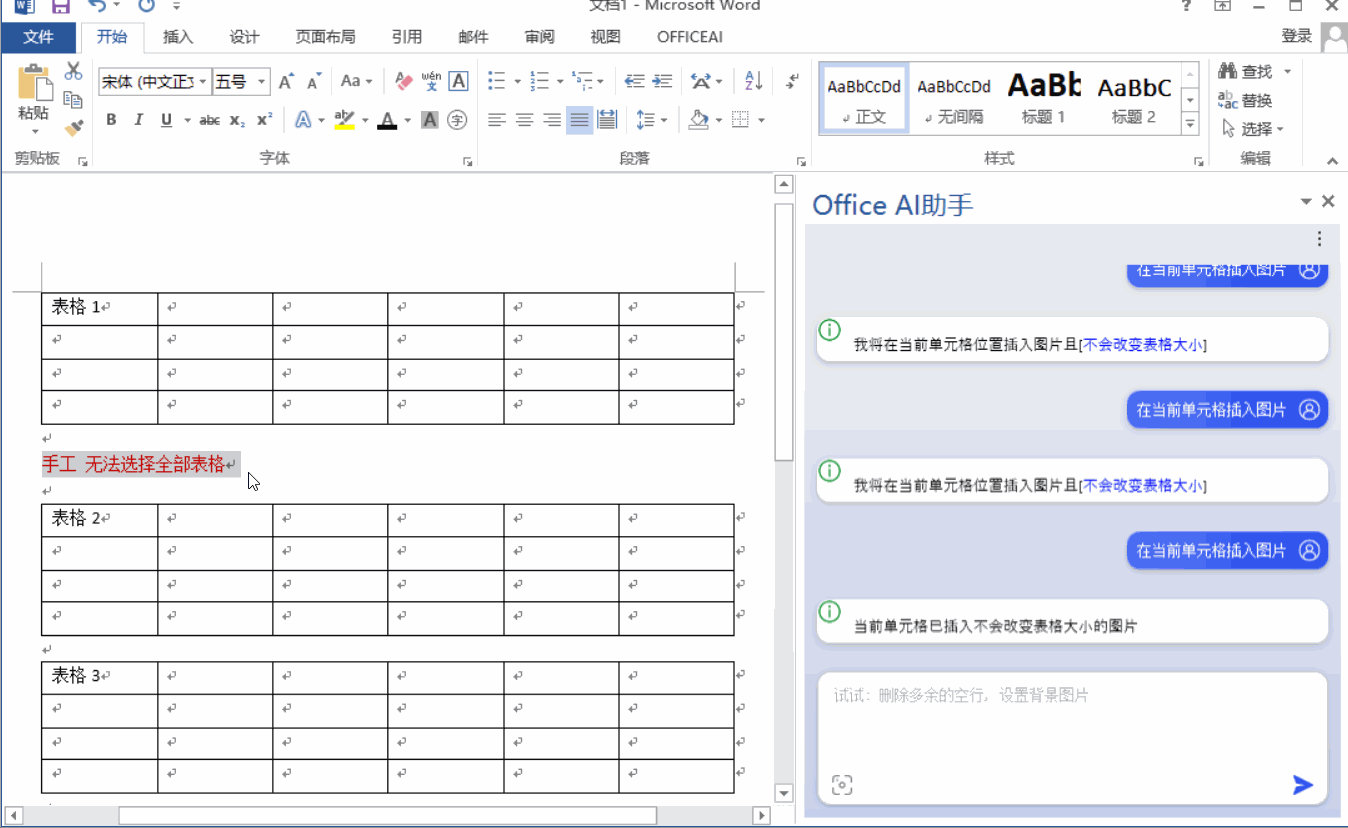 文档1 - Microsoft Word
?
文件 开始 插入 设计 页面布局 引用 邮件 审阅 视图 OFFICEAI 登录
粘贴
宋体 (中文正文 五号 A A Aa wén 文 A
B I U abc x₂ x² A ab A A 字
AaBbCcDd AaBbCcDd AaBb AaBbC
正文 无间隔 标题 1 标题 2
查找
替换
选择
剪贴板 字体 段落 样式 编辑
表格 1
手工 无法选择全部表格
表格 2
表格 3
Office AI助手
在当前单元格插入图片
我将在当前单元格位置插入图片且[不会改变表格大小]
在当前单元格插入图片
我将在当前单元格位置插入图片且[不会改变表格大小]
在当前单元格插入图片
当前单元格已插入不会改变表格大小的图片
试试：删除多余的空行，设置背景图片